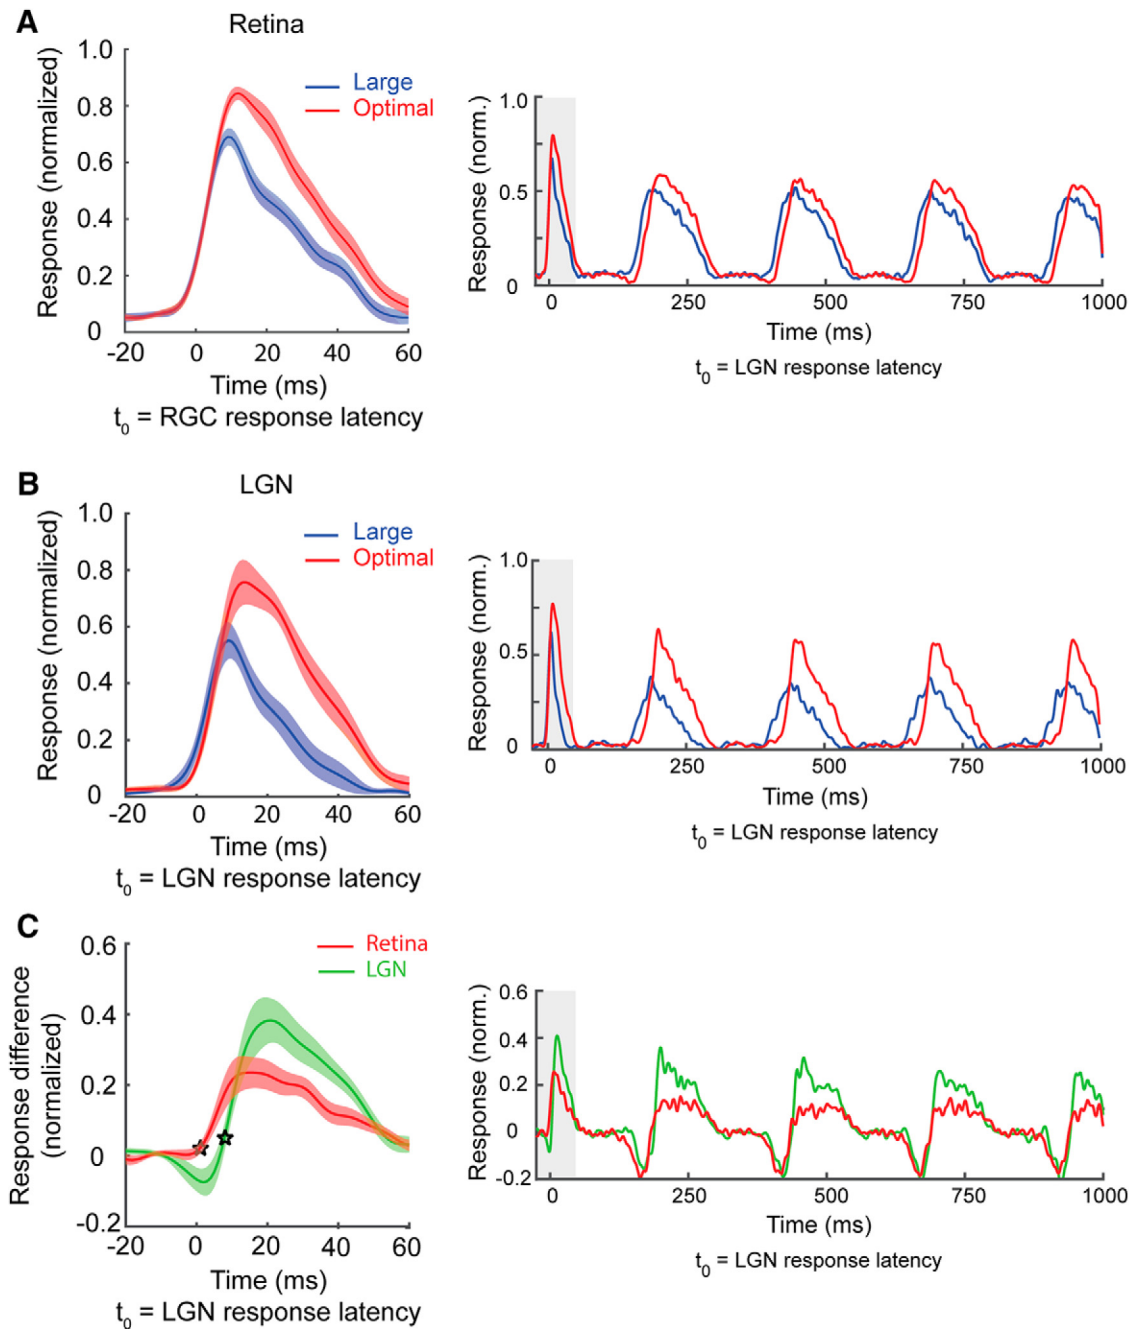 A
Retina
Response (normalized)
1.0
0.8
0.6
0.4
0.2
0
-20
0
20
40
60
Time (ms)
t0 = RGC response latency
Large
Optimal
Response (norm.)
1.0
0.5
0
0
250
500
750
1000
Time (ms)
t0 = LGN response latency
B
LGN
Response (normalized)
1.0
0.8
0.6
0.4
0.2
0
-20
0
20
40
60
Time (ms)
t0 = LGN response latency
Large
Optimal
Response (norm.)
1.0
0.5
0
0
250
500
750
1000
Time (ms)
t0 = LGN response latency
C
Response difference
(normalized)
0.6
0.4
0.2
0
-0.2
-20
0
20
40
60
Time (ms)
t0 = LGN response latency
Retina
LGN
Response (norm.)
0.6
0.4
0.2
0
-0.2
0
250
500
750
1000
Time (ms)
t0 = LGN response latency